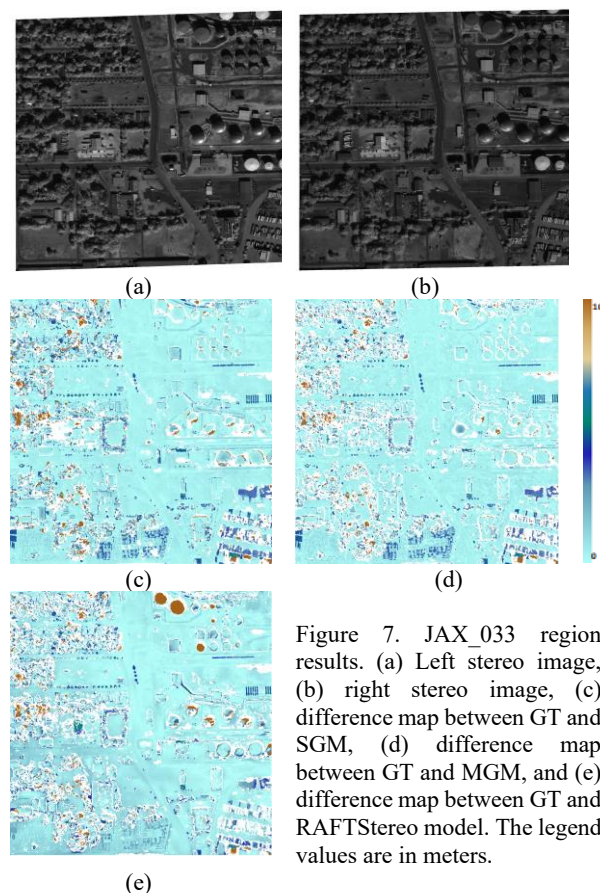 (a)
(b)
10
0
(c)
(d)
Figure 7. JAX_033 region
results. (a) Left stereo image,
(b) right stereo image, (c)
difference map between GT and
SGM, (d) difference map
between GT and MGM, and (e)
difference map between GT and
RAFTStereo model. The legend
values are in meters.
(e)